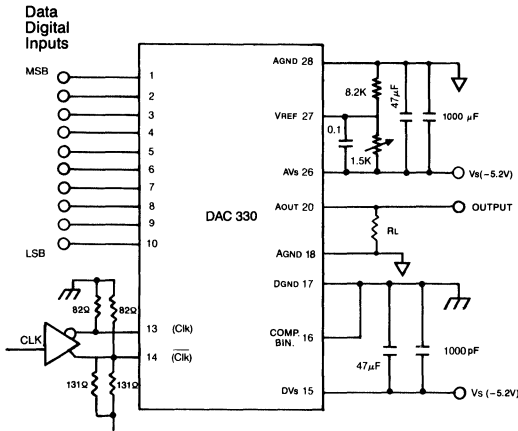 Data
Digital
Inputs
MSB
1
2
3
4
5
6
7
8
9
10
LSB
DAC 330
AGND 28
8.2K
47µF
1000 µF
VREF 27
0.1
1.5K
AVs 26
Vs(-5.2V)
AOUT 20
OUTPUT
RL
AGND 18
DGND 17
COMP.
BIN. 16
47µF
1000pF
DVs 15
Vs (-5.2V)
82Ω
82Ω
CLK
13 (Clk)
14 (C̅l̅k̅)
131Ω
131Ω